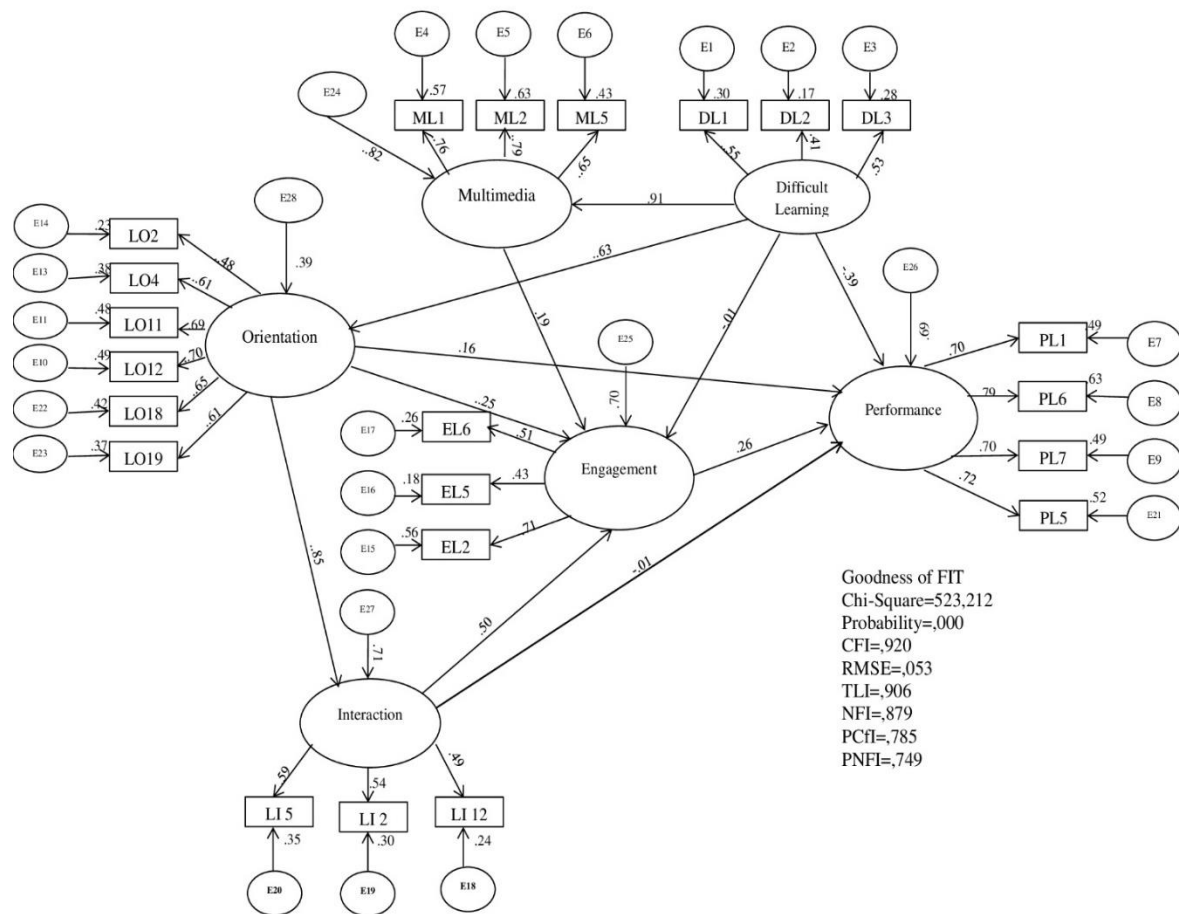 E4
E5
E6
E1
E2
E3
E24
.57
.63
.43
.30
.17
.28
ML1
ML2
ML5
DL1
DL2
DL3
..82
.76
.79
..65
..55
.41
.53
Multimedia
Difficult
Learning
.91
E28
E14
.23
LO2
..48
.39
..63
E13
.38
LO4
..61
E11
.48
LO11
.69
E10
.49
LO12
.70
E22
.42
LO18
..65
E23
.37
LO19
..61
Orientation
.19
-.01
-.39
E26
.69
.16
E25
.70
..25
E17
.26
EL6
.51
E16
.18
EL5
.43
E15
.56
EL2
.71
Engagement
.26
Performance
.70
PL1
.49
E7
.79
PL6
.63
E8
.70
PL7
.49
E9
.72
PL5
.52
E21
..85
.50
-.01
E27
.71
Interaction
.59
.54
.49
LI 5
LI 2
LI 12
.35
.30
.24
E20
E19
E18
Goodness of FIT
Chi-Square=523,212
Probability=,000
CFI=,920
RMSE=,053
TLI=,906
NFI=,879
PCfI=,785
PNFI=,749